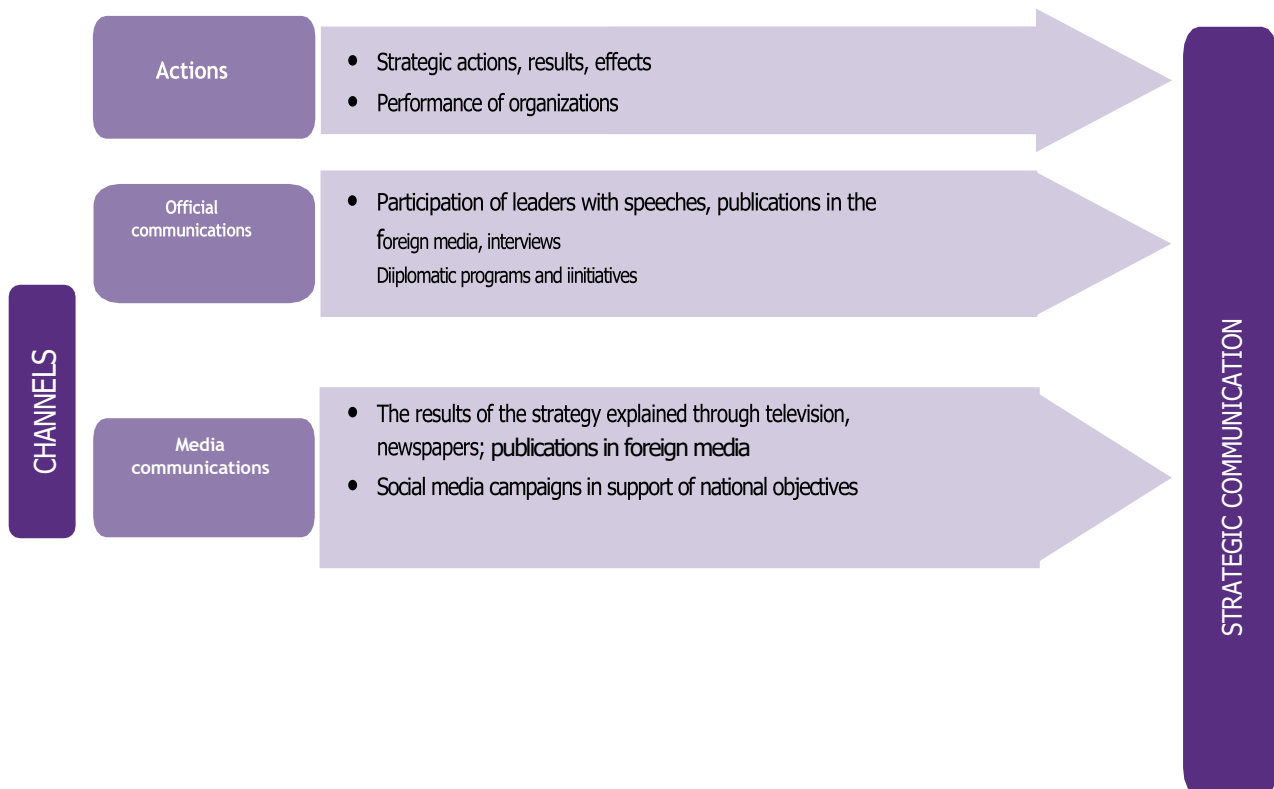 Actions
• Strategic actions, results, effects
• Performance of organizations
Official
communications
• Participation of leaders with speeches, publications in the
foreign media, interviews
Diiplomatic programs and iinitiatives
CHANNELS
Media
communications
• The results of the strategy explained through television,
newspapers; publications in foreign media
• Social media campaigns in support of national objectives
STRATEGIC COMMUNICATION